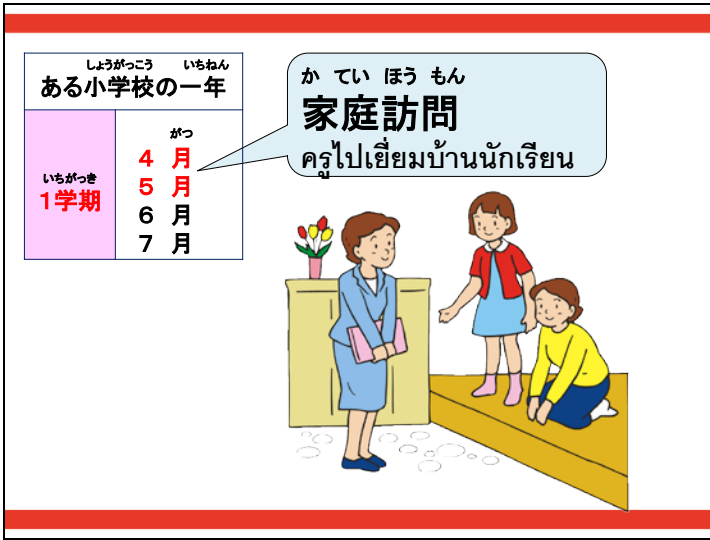 しょうがっこう いちねん
ある小学校の一年
いちがっき
1学期
がつ
4 月
5 月
6 月
7 月
か てい ほう もん
家庭訪問
ครูไปเยี่ยมบ้านนักเรียน